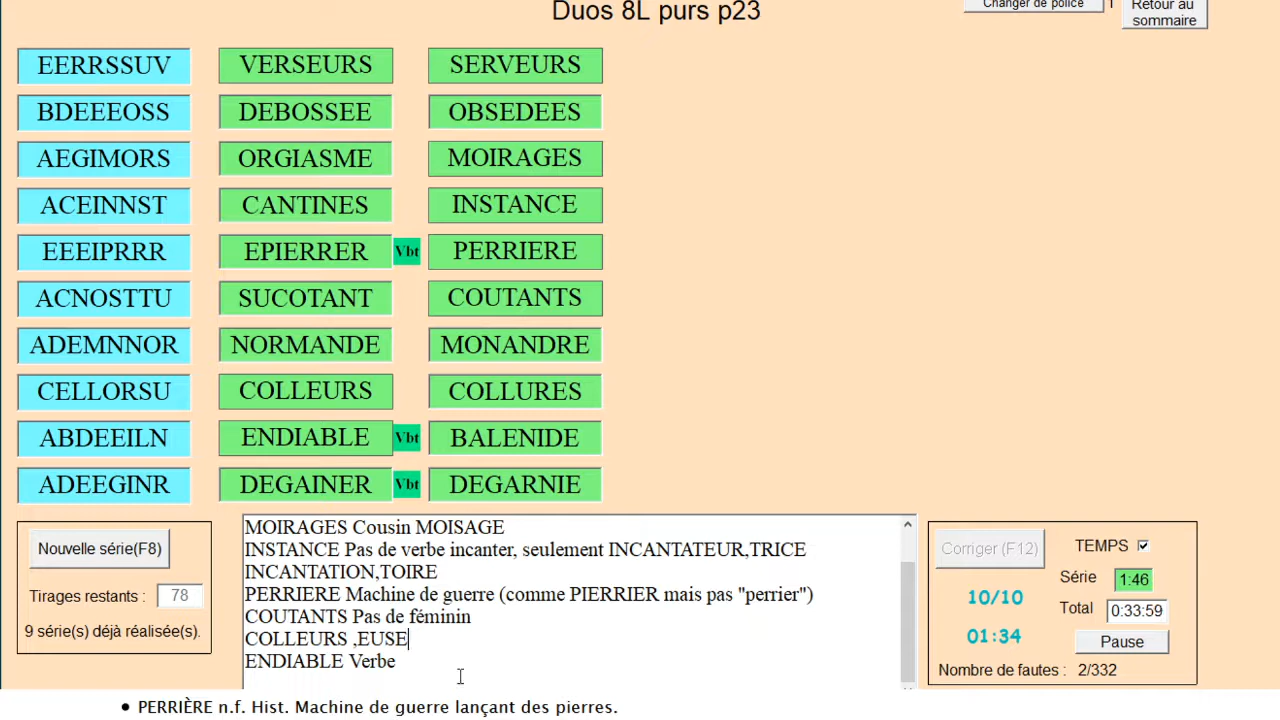 Duos 8L purs p23
Changer de police
1
Retour au
sommaire
EERRSSUV VERSEURS SERVEURS
BDEEEOSS DEBOSSEE OBSEDEES
AEGIMORS ORGIASME MOIRAGES
ACEINNST CANTINES INSTANCE
EEEIPRRR EPIERRER Vbt PERRIERE
ACNOSTTU SUCOTANT COUTANTS
ADEMNNOR NORMANDE MONANDRE
CELLORSU COLLEURS COLLURES
ABDEEILN ENDIABLE Vbt BALENIDE
ADEEGINR DEGAINER Vbt DEGARNIE
Nouvelle série(F8)
Tirages restants : 78
9 série(s) déjà réalisée(s).
MOIRAGES Cousin MOISAGE
INSTANCE Pas de verbe incanter, seulement INCANTATEUR,TRICE
INCANTATION,TOIRE
PERRIERE Machine de guerre (comme PIERRIER mais pas "perrier")
COUTANTS Pas de féminin
COLLEURS ,EUSE
ENDIABLE Verbe
Corriger (F12)
TEMPS
10/10
01:34
Série 1:46
Total 0:33:59
Pause
Nombre de fautes : 2/332
• PERRIÈRE n.f. Hist. Machine de guerre lançant des pierres.